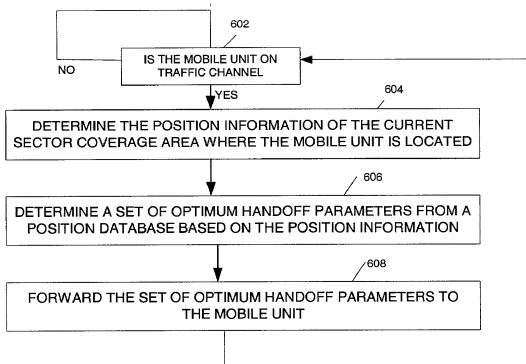 602
IS THE MOBILE UNIT ON
TRAFFIC CHANNEL
NO
YES
604
DETERMINE THE POSITION INFORMATION OF THE CURRENT
SECTOR COVERAGE AREA WHERE THE MOBILE UNIT IS LOCATED
606
DETERMINE A SET OF OPTIMUM HANDOFF PARAMETERS FROM A
POSITION DATABASE BASED ON THE POSITION INFORMATION
608
FORWARD THE SET OF OPTIMUM HANDOFF PARAMETERS TO
THE MOBILE UNIT